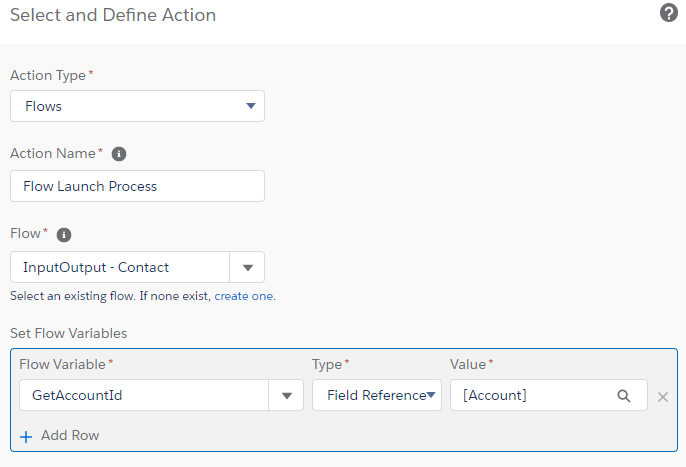 Select and Define Action
?
Action Type*
Flows
Action Name* i
Flow Launch Process
Flow* i
InputOutput - Contact
Select an existing flow. If none exist, create one.
Set Flow Variables
Flow Variable* Type* Value*
GetAccountId Field Reference [Account]
+ Add Row